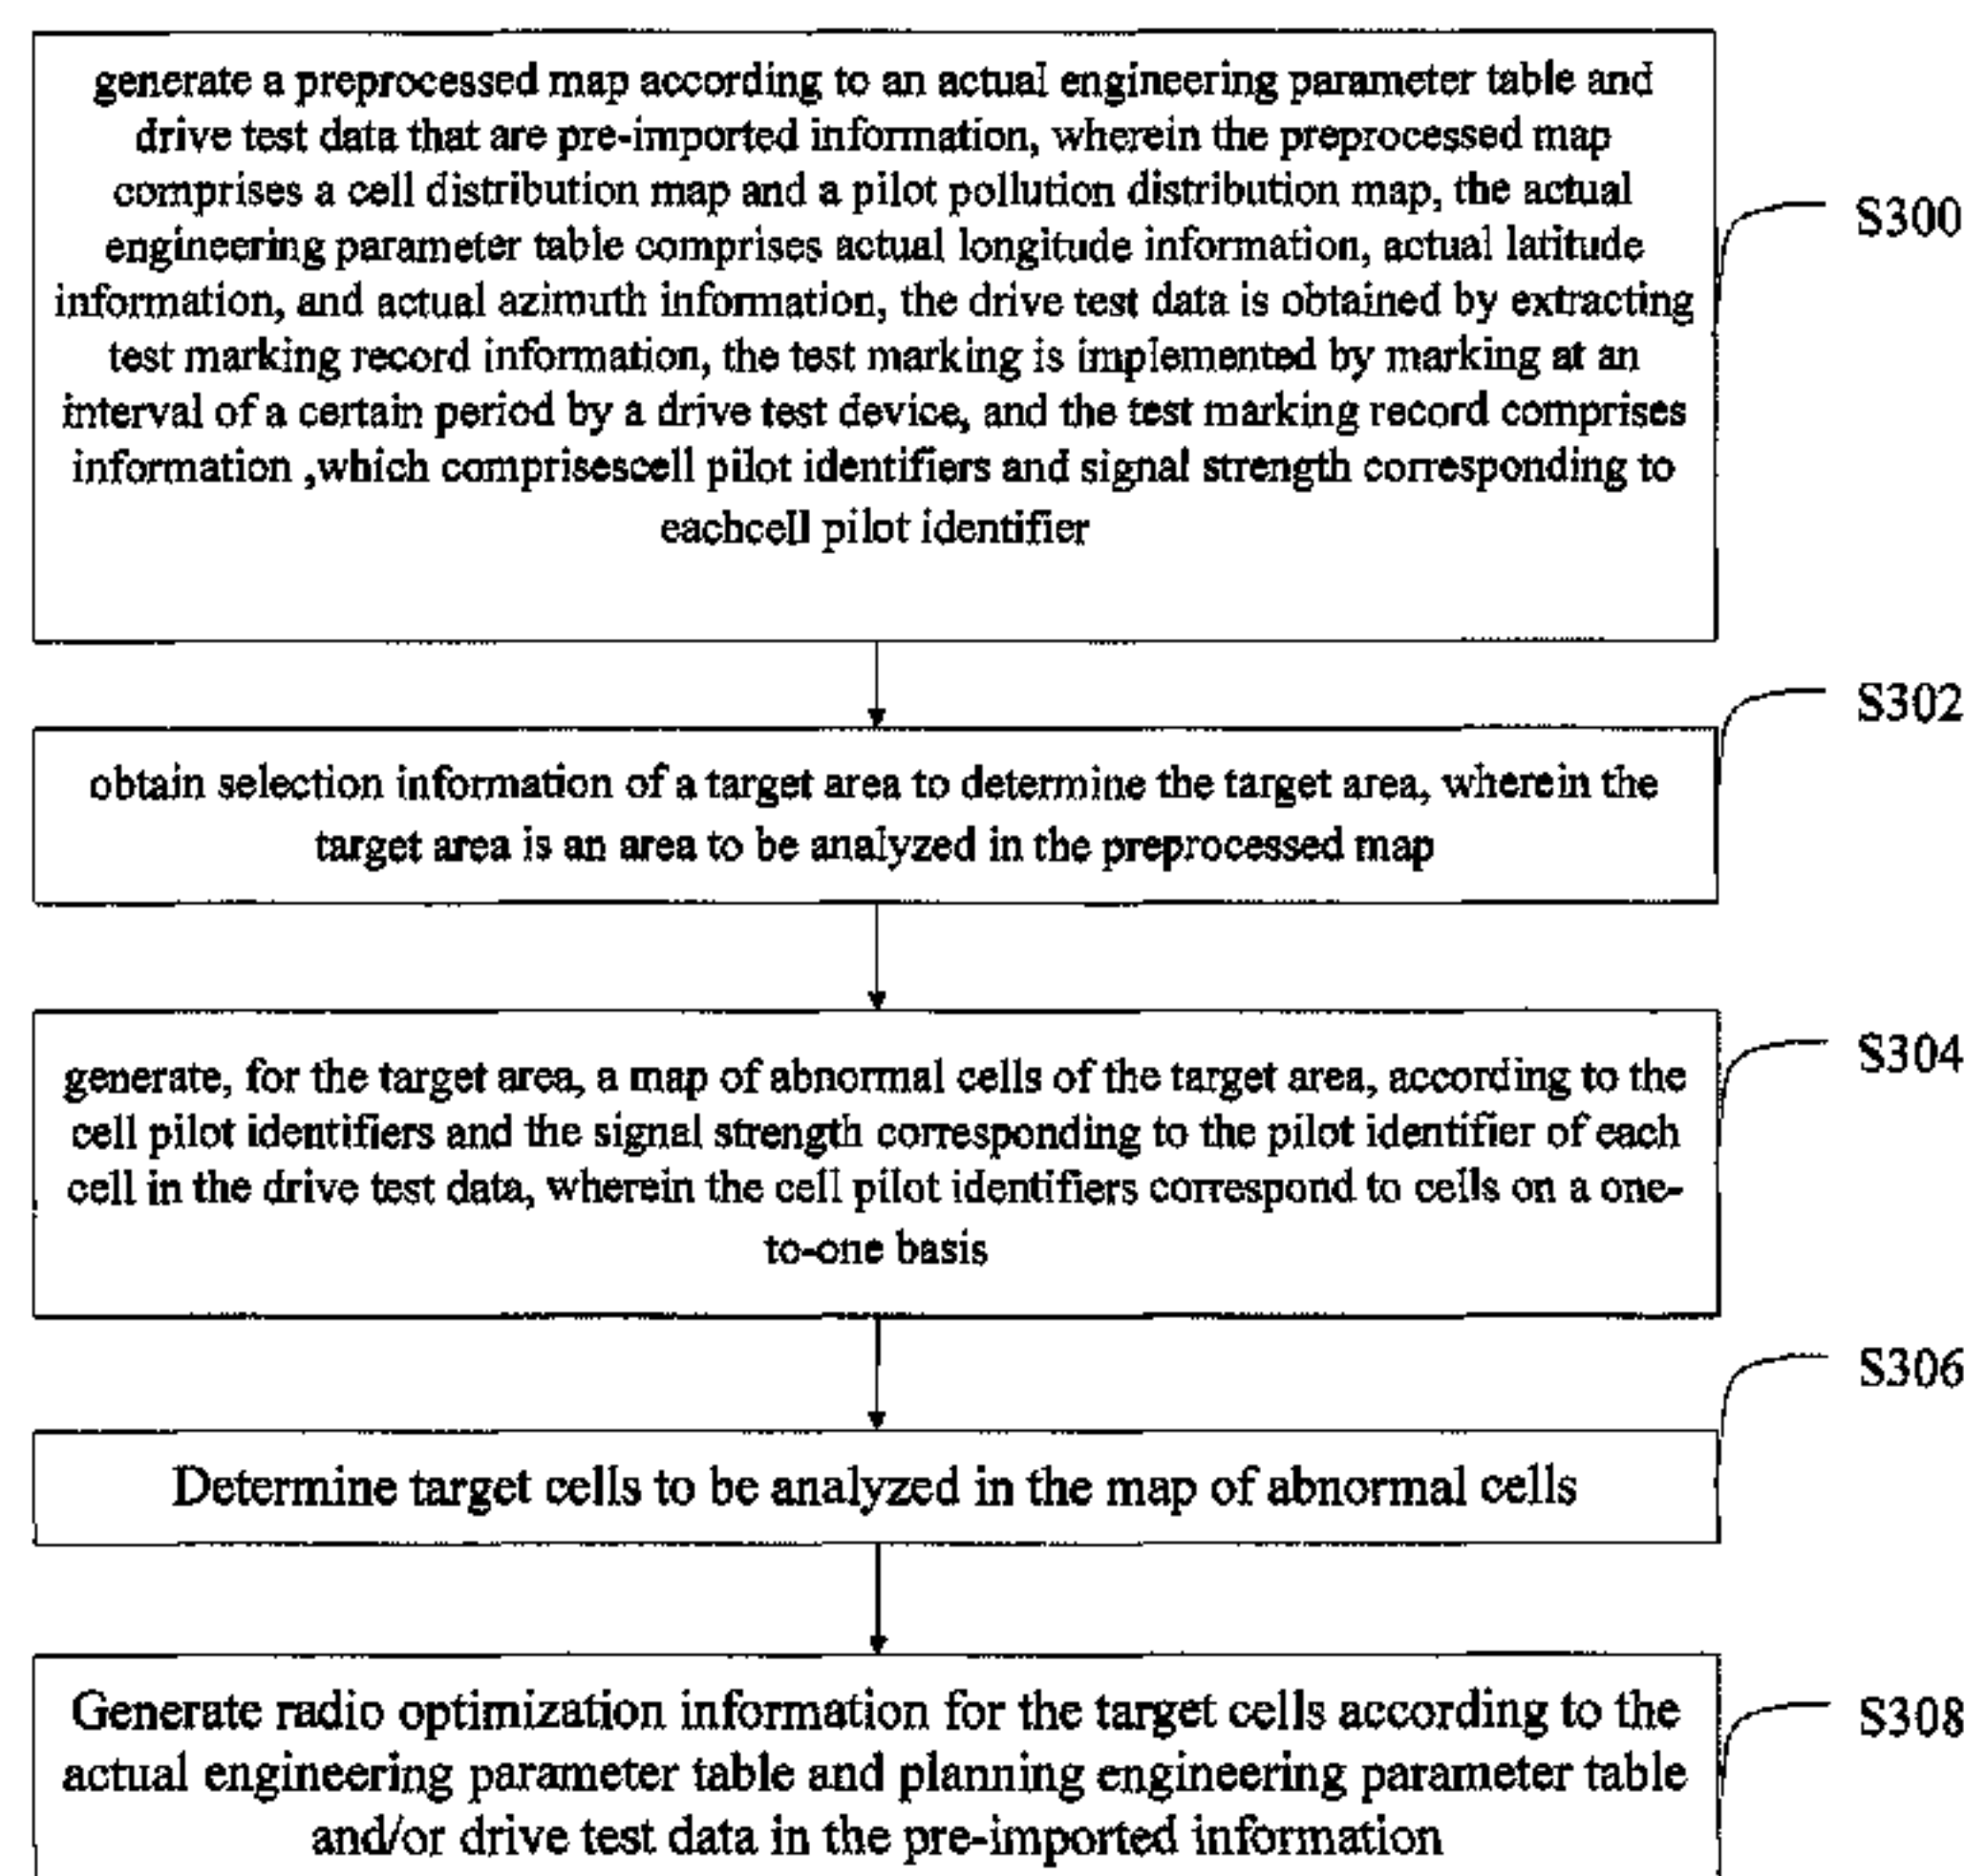 generate a preprocessed map according to an actual engineering parameter table and
drive test data that are pre-imported information, wherein the preprocessed map
comprises a cell distribution map and a pilot pollution distribution map, the actual
engineering parameter table comprises actual longitude information, actual latitude
information, and actual azimuth information, the drive test data is obtained by extracting
test marking record information, the test marking is implemented by marking at an
interval of a certain period by a drive test device, and the test marking record comprises
information ,which comprisescell pilot identifiers and signal strength corresponding to
eachcell pilot identifier
S300
S302
obtain selection information of a target area to determine the target area, wherein the
target area is an area to be analyzed in the preprocessed map
S304
generate, for the target area, a map of abnormal cells of the target area, according to the
cell pilot identifiers and the signal strength corresponding to the pilot identifier of each
cell in the drive test data, wherein the cell pilot identifiers correspond to cells on a one-
to-one basis
S306
Determine target cells to be analyzed in the map of abnormal cells
S308
Generate radio optimization information for the target cells according to the
actual engineering parameter table and planning engineering parameter table
and/or drive test data in the pre-imported information